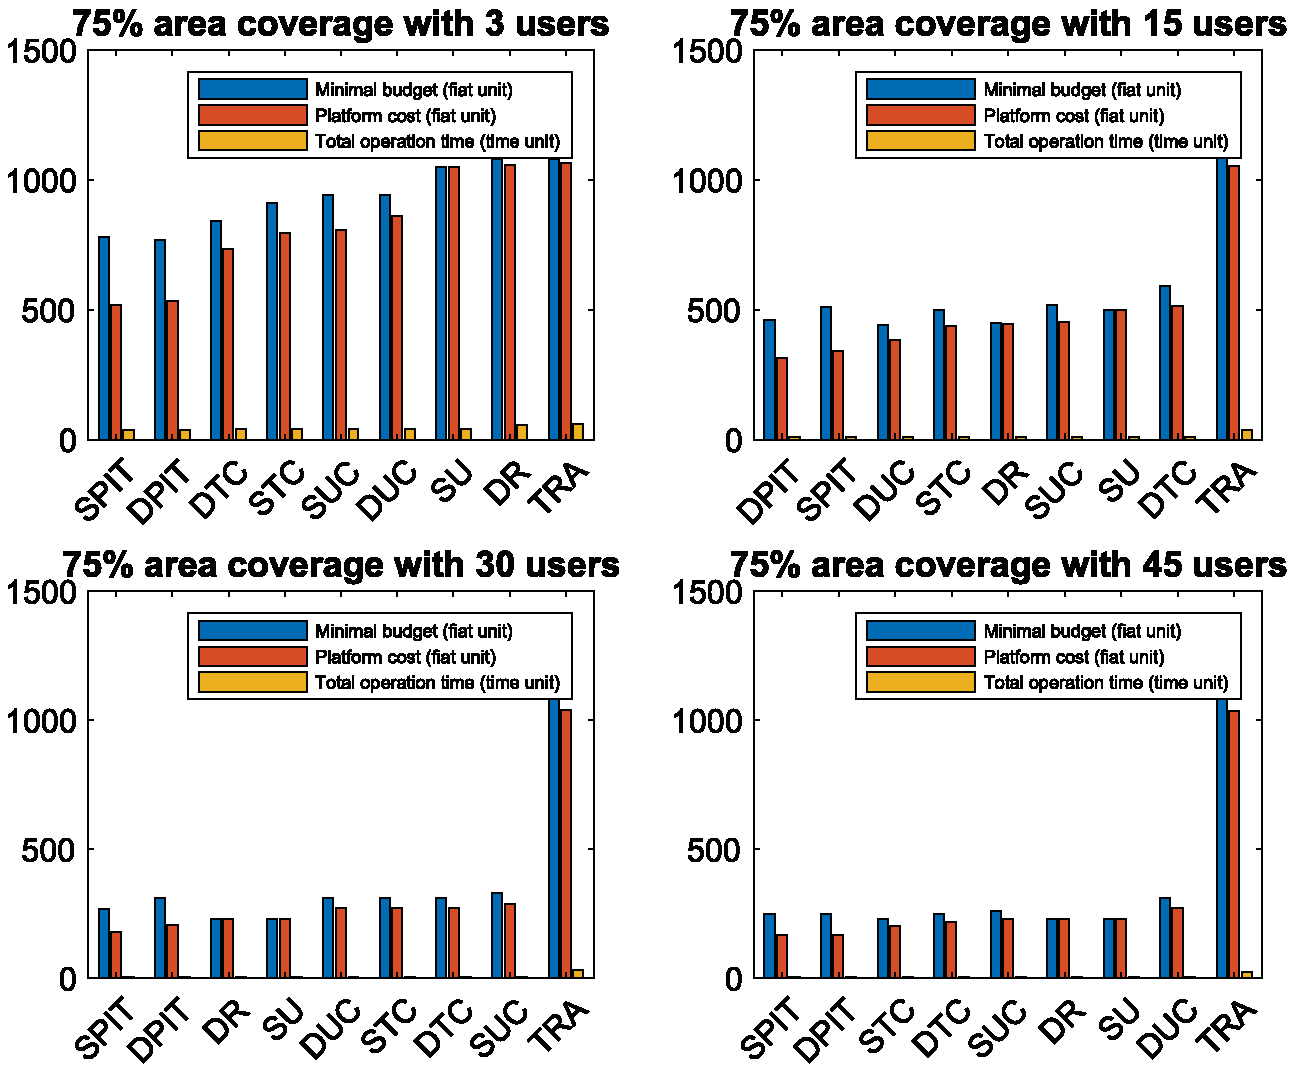 75% area coverage with 3 users
1500
1000
500
0
Minimal budget (fiat unit)
Platform cost (fiat unit)
Total operation time (time unit)
SPIT DPIT DTC STC SUC DUC SU DR TRA
75% area coverage with 15 users
1500
1000
500
0
Minimal budget (fiat unit)
Platform cost (fiat unit)
Total operation time (time unit)
DPIT SPIT DUC STC DR SUC SU DTC TRA
75% area coverage with 30 users
1500
1000
500
0
Minimal budget (fiat unit)
Platform cost (fiat unit)
Total operation time (time unit)
SPIT DPIT DR SU DUC STC DTC SUC TRA
75% area coverage with 45 users
1500
1000
500
0
Minimal budget (fiat unit)
Platform cost (fiat unit)
Total operation time (time unit)
SPIT DPIT STC DTC SUC DR SU DUC TRA